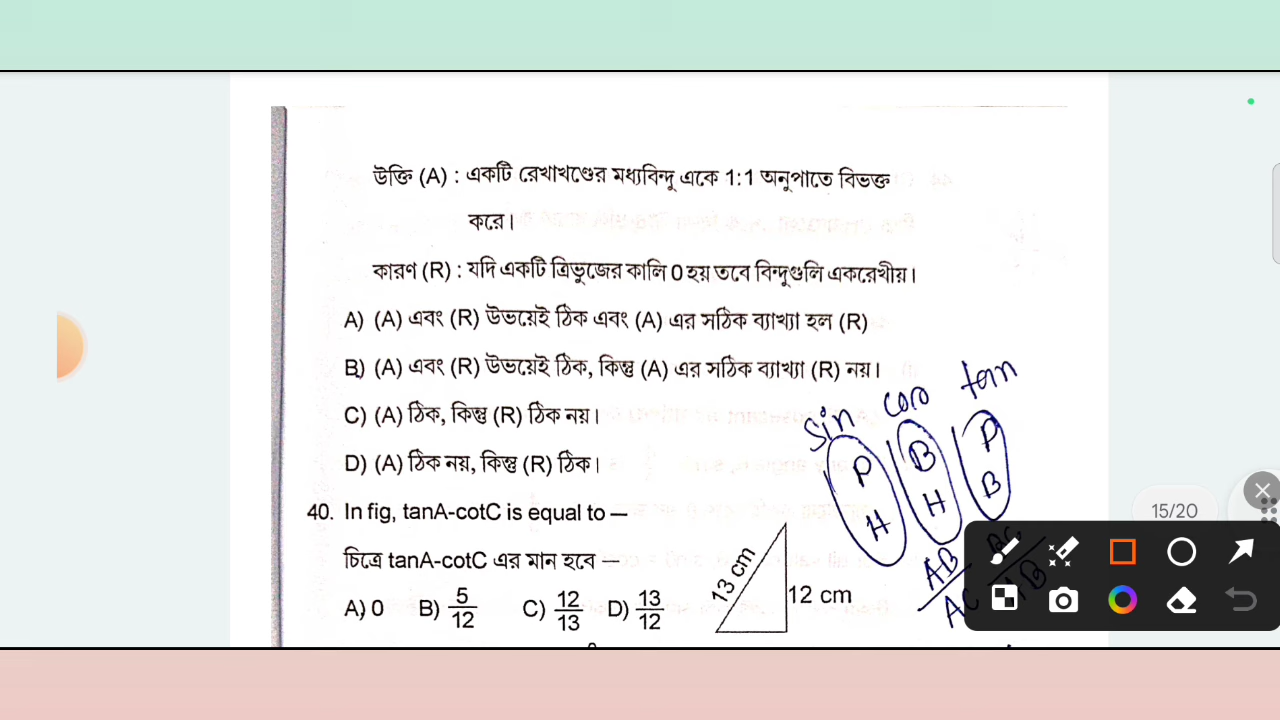 উক্তি (A) : একটি রেখাখণ্ডের মধ্যবিন্দু একে 1:1 অনুপাতে বিভক্ত
করে।
কারণ (R) : যদি একটি ত্রিভুজের কালি 0 হয় তবে বিন্দুগুলি একরেখীয়।
A) (A) এবং (R) উভয়েই ঠিক এবং (A) এর সঠিক ব্যাখ্যা হল (R)
B) (A) এবং (R) উভয়েই ঠিক, কিন্তু (A) এর সঠিক ব্যাখ্যা (R) নয়।
C) (A) ঠিক, কিন্তু (R) ঠিক নয়।
D) (A) ঠিক নয়, কিন্তু (R) ঠিক।
sin cos tan
P B P
H H B
AB
AC
40. In fig, tanA-cotC is equal to —
চিত্রে tanA-cotC এর মান হবে —
A) 0 B) 5/12 C) 12/13 D) 13/12
13 cm
12 cm
15/20